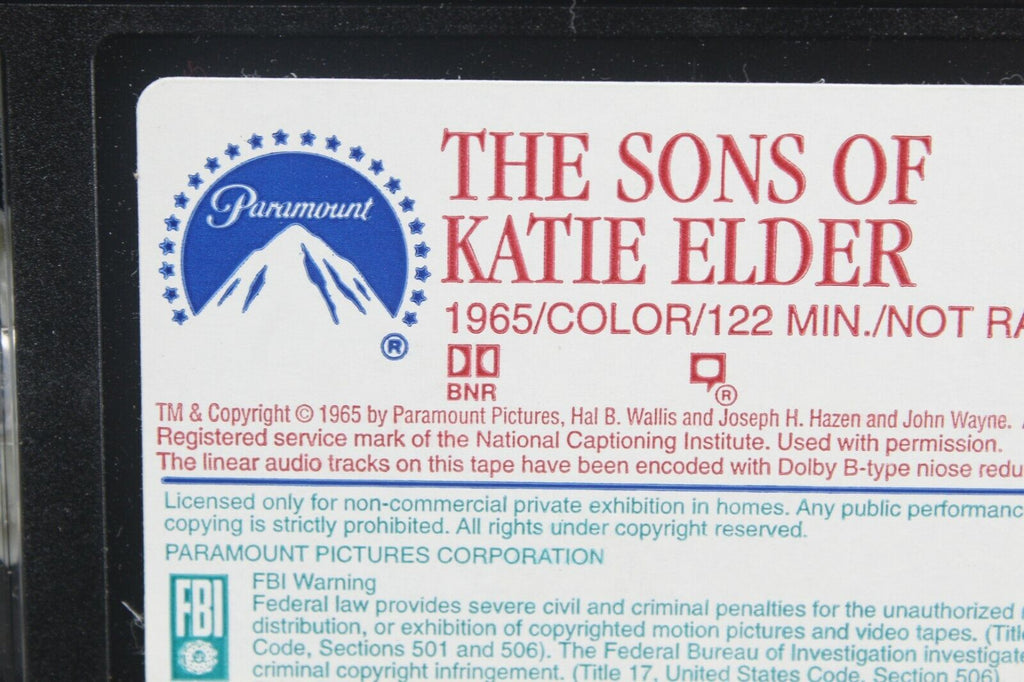 Paramount
®
THE SONS OF
KATIE ELDER
1965/COLOR/122 MIN./NOT
BNR
®
TM & Copyright © 1965 by Paramount Pictures, Hal B. Wallis and Joseph H. Hazen and John Wayne.
Registered service mark of the National Captioning Institute. Used with permission.
The linear audio tracks on this tape have been encoded with Dolby B-type niose redu
Licensed only for non-commercial private exhibition in homes. Any public performanc
copying is strictly prohibited. All rights under copyright reserved.
PARAMOUNT PICTURES CORPORATION
FBI
FBI Warning
Federal law provides severe civil and criminal penalties for the unauthorized
distribution, or exhibition of copyrighted motion pictures and video tapes. (Title
Code, Sections 501 and 506). The Federal Bureau of Investigation investigate
criminal copyright infringement. (Title 17, United States Code, Section 506)